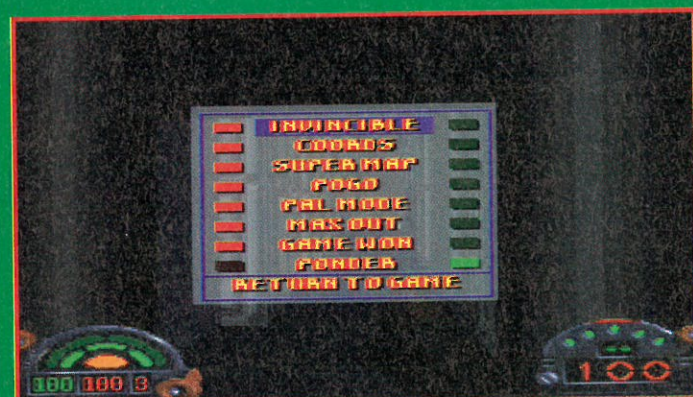 INVINCIBLE
COORDS
SUPER MAP
POGO
PAL MODE
MAX OUT
GAME WON
PONDER
RETURN TO GAME
100 100 3
100